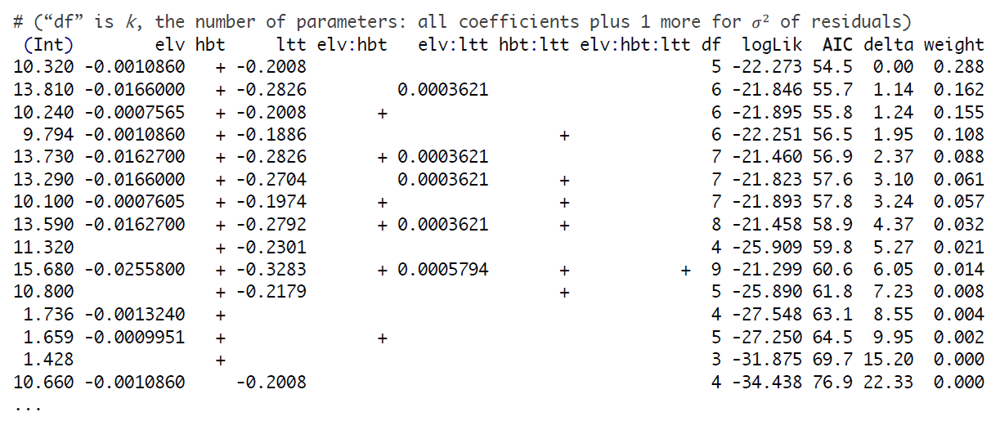 # (“df” is k, the number of parameters: all coefficients plus 1 more for σ² of residuals)
 (Int)        elv hbt     ltt elv:hbt   elv:ltt hbt:ltt elv:hbt:ltt df  logLik  AIC delta weight
10.320 -0.0010860   + -0.2008                                        5 -22.273 54.5  0.00  0.288
13.810 -0.0166000   + -0.2826         0.0003621                      6 -21.846 55.7  1.14  0.162
10.240 -0.0007565   + -0.2008       +                                6 -21.895 55.8  1.24  0.155
 9.794 -0.0010860   + -0.1886                         +              6 -22.251 56.5  1.95  0.108
13.730 -0.0162700   + -0.2826       + 0.0003621                      7 -21.460 56.9  2.37  0.088
13.290 -0.0166000   + -0.2704         0.0003621       +              7 -21.823 57.6  3.10  0.061
10.100 -0.0007605   + -0.1974       +                 +              7 -21.893 57.8  3.24  0.057
13.590 -0.0162700   + -0.2792       + 0.0003621       +              8 -21.458 58.9  4.37  0.032
11.320              + -0.2301                                        4 -25.909 59.8  5.27  0.021
15.680 -0.0255800   + -0.3283       + 0.0005794       +           +  9 -21.299 60.6  6.05  0.014
10.800              + -0.2179                         +              5 -25.890 61.8  7.23  0.008
 1.736 -0.0013240   +                                                4 -27.548 63.1  8.55  0.004
 1.659 -0.0009951   +               +                                5 -27.250 64.5  9.95  0.002
 1.428              +                                                3 -31.875 69.7 15.20  0.000
10.660 -0.0010860     -0.2008                                        4 -34.438 76.9 22.33  0.000
...